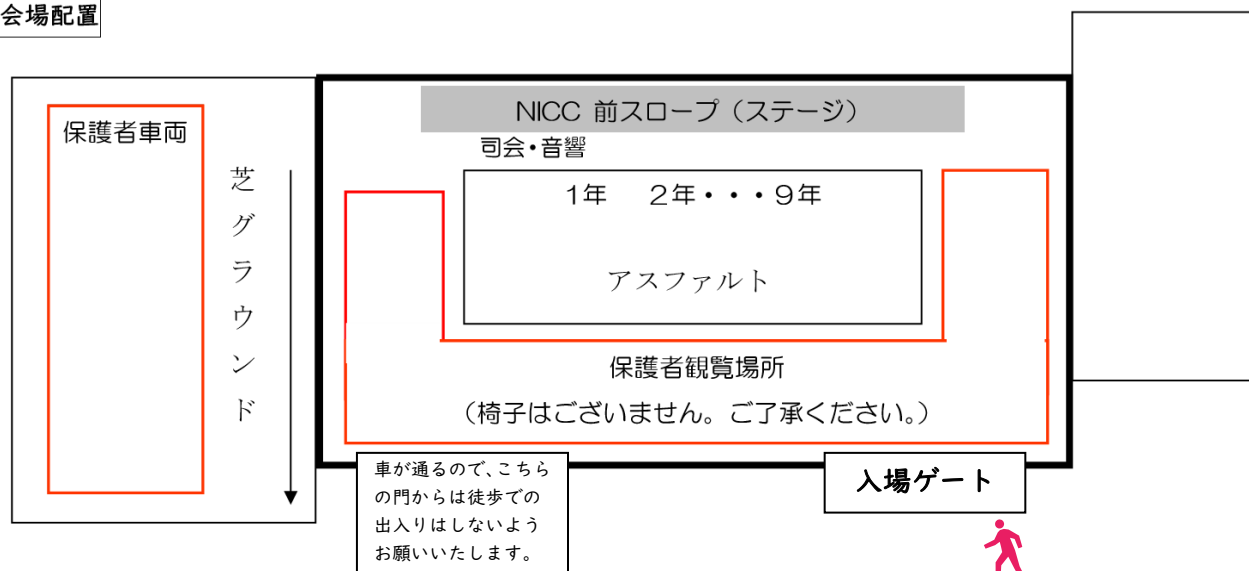 会場配置
NICC 前スロープ（ステージ）
保護者車両
司会・音響
芝グラウンド
1年　2年・・・9年
アスファルト
保護者観覧場所
（椅子はございません。ご了承ください。）
車が通るので、こちら
の門からは徒歩での
出入りはしないよう
お願いいたします。
入場ゲート